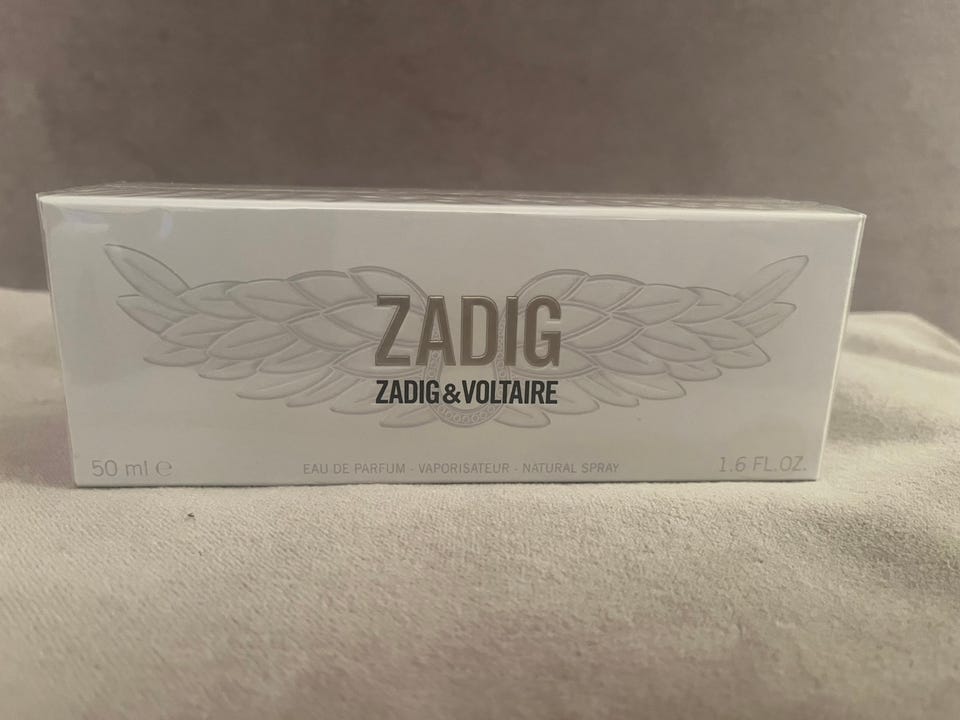 ZADIG
ZADIG&VOLTAIRE
50 ml ℮
EAU DE PARFUM - VAPORISATEUR - NATURAL SPRAY
1.6 FL.OZ.